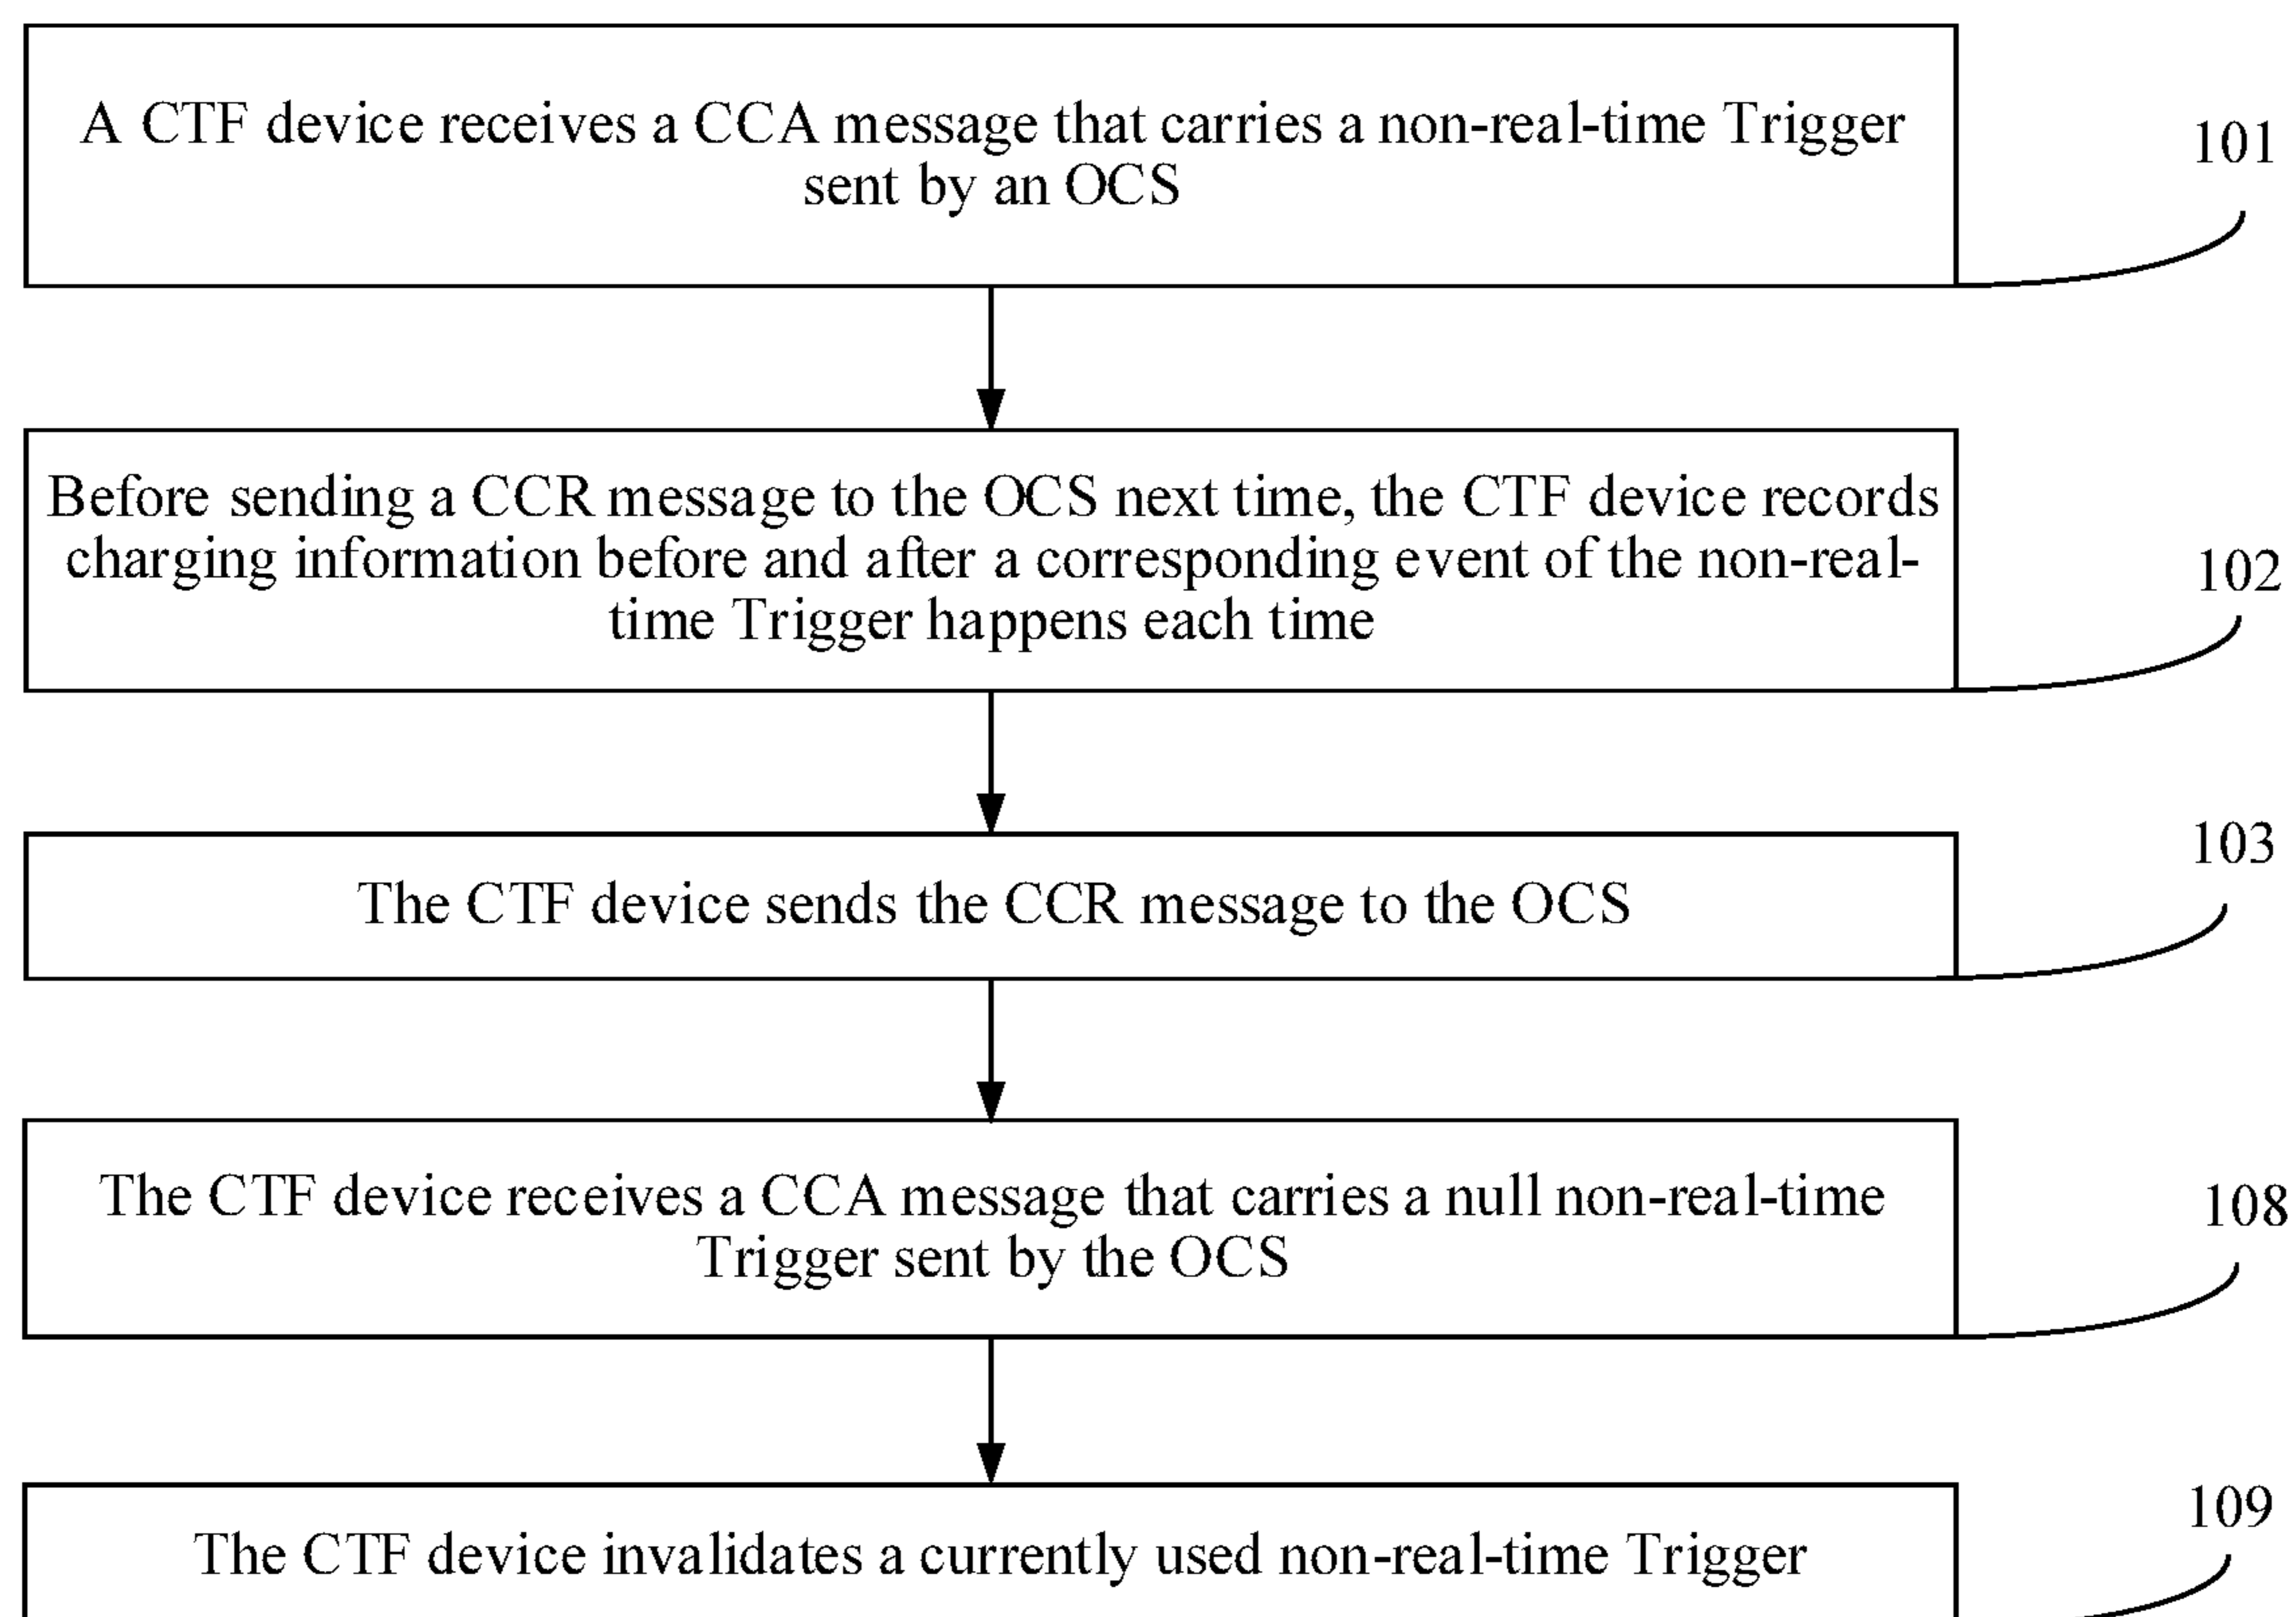 A CTF device receives a CCA message that carries a non-real-time Trigger
sent by an OCS
101
Before sending a CCR message to the OCS next time, the CTF device records
charging information before and after a corresponding event of the non-real-
time Trigger happens each time
102
The CTF device sends the CCR message to the OCS
103
The CTF device receives a CCA message that carries a null non-real-time
Trigger sent by the OCS
108
The CTF device invalidates a currently used non-real-time Trigger
109